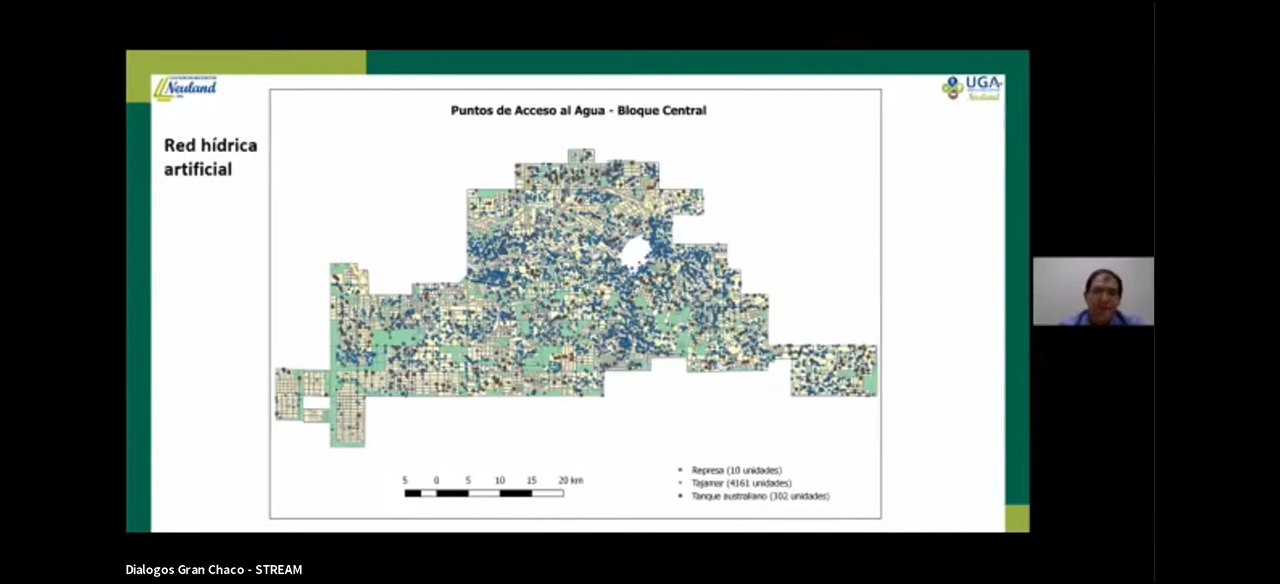 Neuland
UGA
Neuland
Puntos de Acceso al Agua - Bloque Central
Red hídrica
artificial
5 0 5 10 15 20 km
Represa (10 unidades)
Tajamar (4161 unidades)
Tanque australiano (302 unidades)
Dialogos Gran Chaco - STREAM